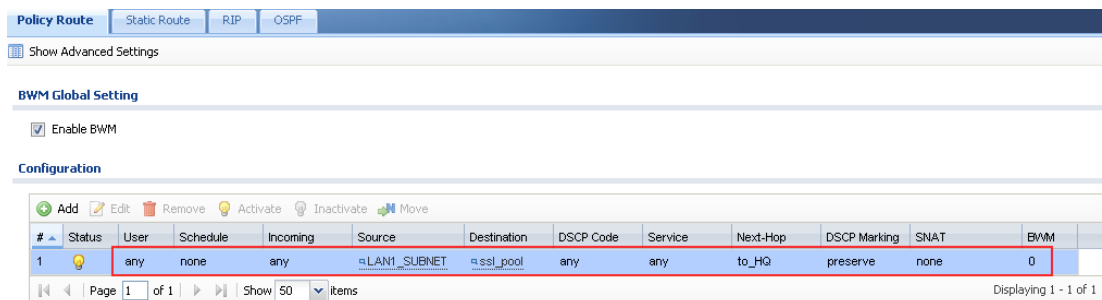 Policy Route Static Route RIP OSPF
Show Advanced Settings
BWM Global Setting
Enable BWM
Configuration
Add Edit Remove Activate Inactivate Move
# Status User Schedule Incoming Source Destination DSCP Code Service Next-Hop DSCP Marking SNAT BWM
1 any none any LAN1_SUBNET ssl_pool any any to_HQ preserve none 0
Page 1 of 1 Show 50 items Displaying 1 - 1 of 1